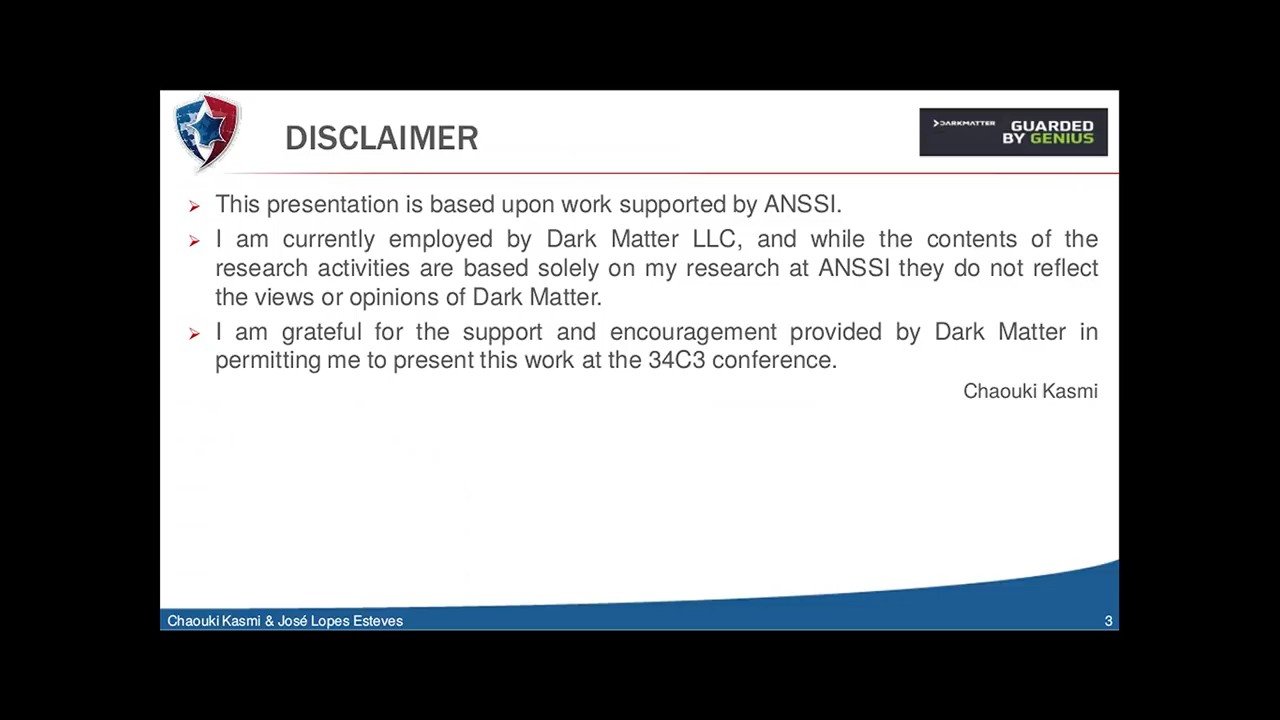 DISCLAIMER
DARKMATTER
GUARDED
BY GENIUS
This presentation is based upon work supported by ANSSI.
I am currently employed by Dark Matter LLC, and while the contents of the
research activities are based solely on my research at ANSSI they do not reflect
the views or opinions of Dark Matter.
I am grateful for the support and encouragement provided by Dark Matter in
permitting me to present this work at the 34C3 conference.
Chaouki Kasmi
Chaouki Kasmi & José Lopes Esteves
3